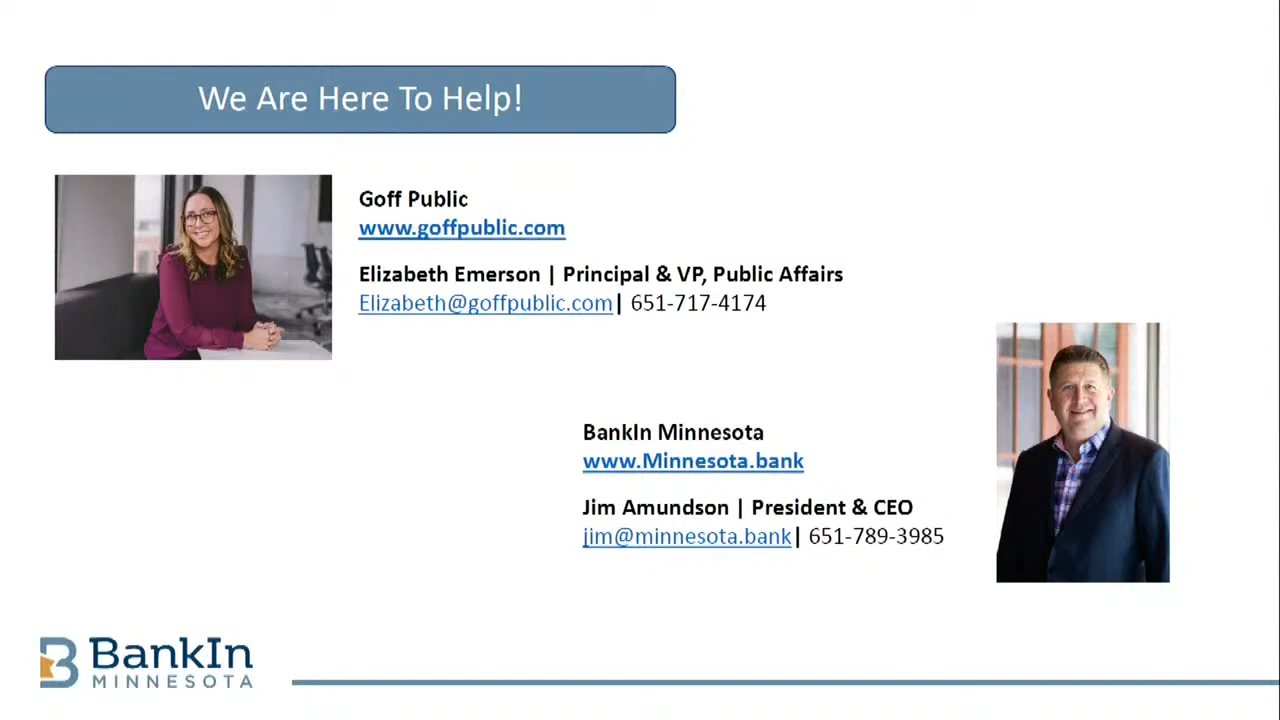 We Are Here To Help!
Goff Public
www.goffpublic.com
Elizabeth Emerson | Principal & VP, Public Affairs
Elizabeth@goffpublic.com| 651-717-4174
BankIn Minnesota
www.Minnesota.bank
Jim Amundson | President & CEO
jim@minnesota.bank| 651-789-3985
BankIn
MINNESOTA